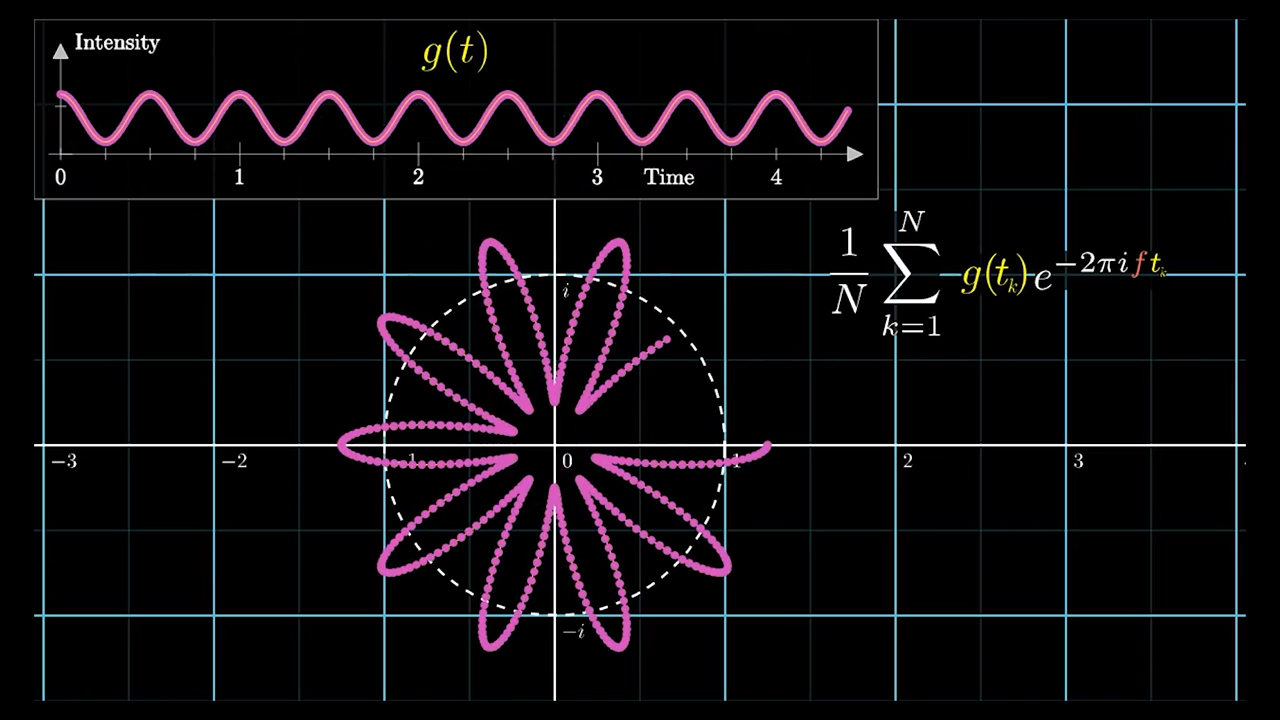 Intensity
g(t)
0 1 2 3 Time 4
N
1/N ∑ g(t_k)e^{−2πift_k}
k=1
i
−3 −2 −1 0 1 2 3
−i